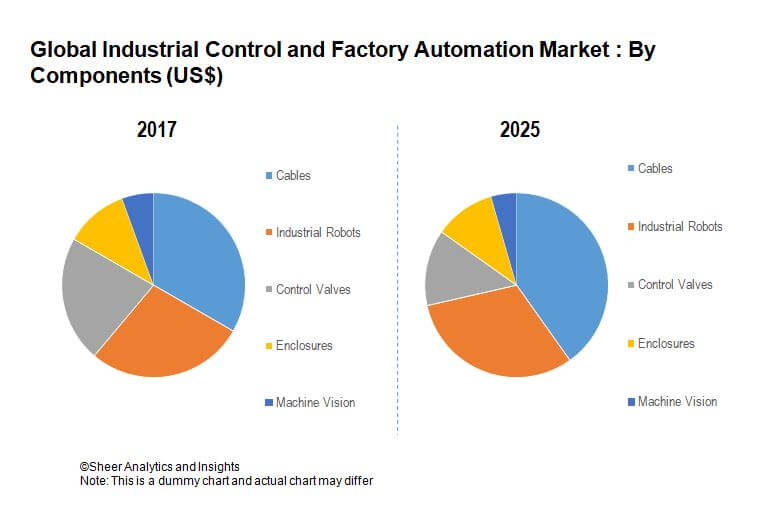 Global Industrial Control and Factory Automation Market : By
Components (US$)
2017
Cables
Industrial Robots
Control Valves
Enclosures
Machine Vision
2025
Cables
Industrial Robots
Control Valves
Enclosures
Machine Vision
©Sheer Analytics and Insights
Note: This is a dummy chart and actual chart may differ